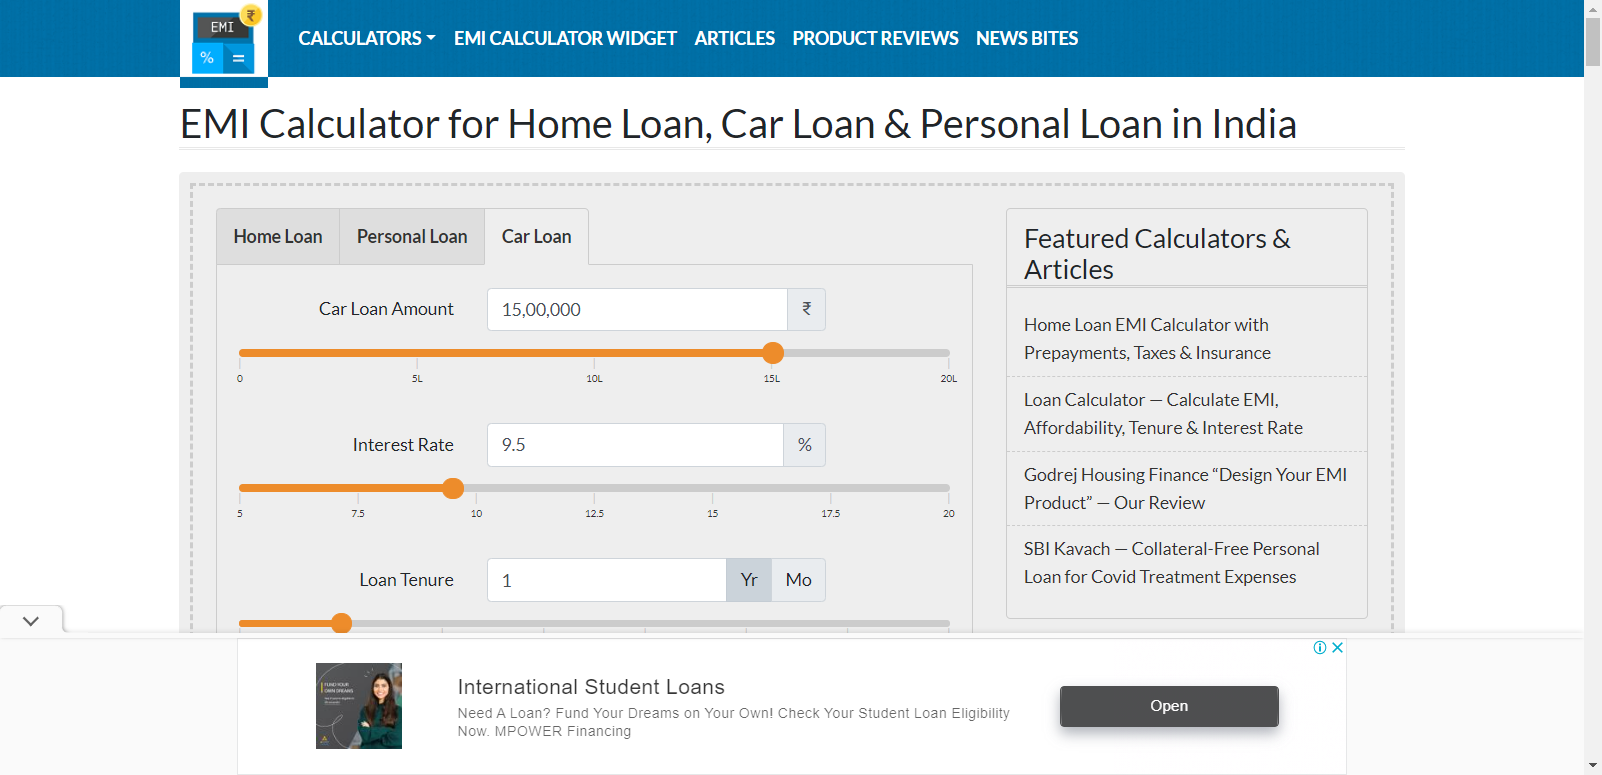 EMI
₹
%
=
CALCULATORS
EMI CALCULATOR WIDGET
ARTICLES
PRODUCT REVIEWS
NEWS BITES
EMI Calculator for Home Loan, Car Loan & Personal Loan in India
Home Loan
Personal Loan
Car Loan
Car Loan Amount
15,00,000
₹
0
5L
10L
15L
20L
Interest Rate
9.5
%
5
7.5
10
12.5
15
17.5
20
Loan Tenure
1
Yr
Mo
Featured Calculators &
Articles
Home Loan EMI Calculator with
Prepayments, Taxes & Insurance
Loan Calculator — Calculate EMI,
Affordability, Tenure & Interest Rate
Godrej Housing Finance “Design Your EMI
Product” — Our Review
SBI Kavach — Collateral-Free Personal
Loan for Covid Treatment Expenses
FUND YOUR
OWN DREAMS
International Student Loans
Need A Loan? Fund Your Dreams on Your Own! Check Your Student Loan Eligibility
Now. MPOWER Financing
Open